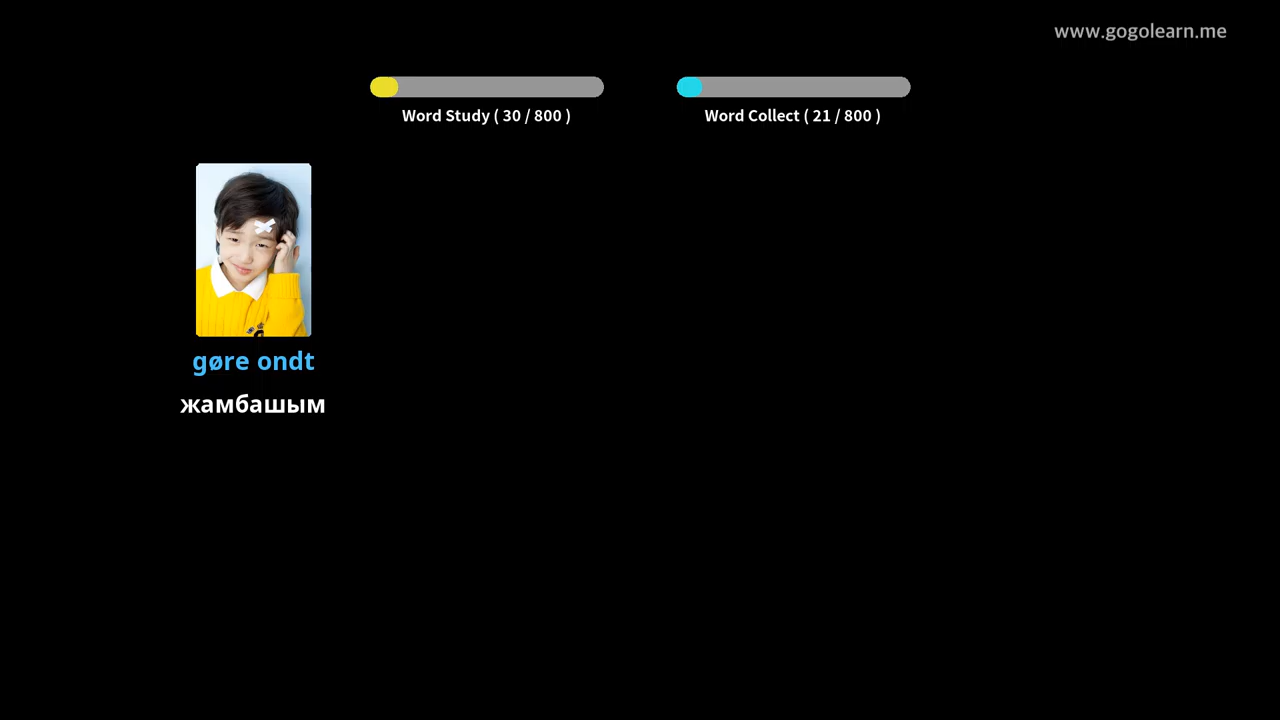 www.gogolearn.me
Word Study ( 30 / 800 )
Word Collect ( 21 / 800 )
gøre ondt
жамбашым